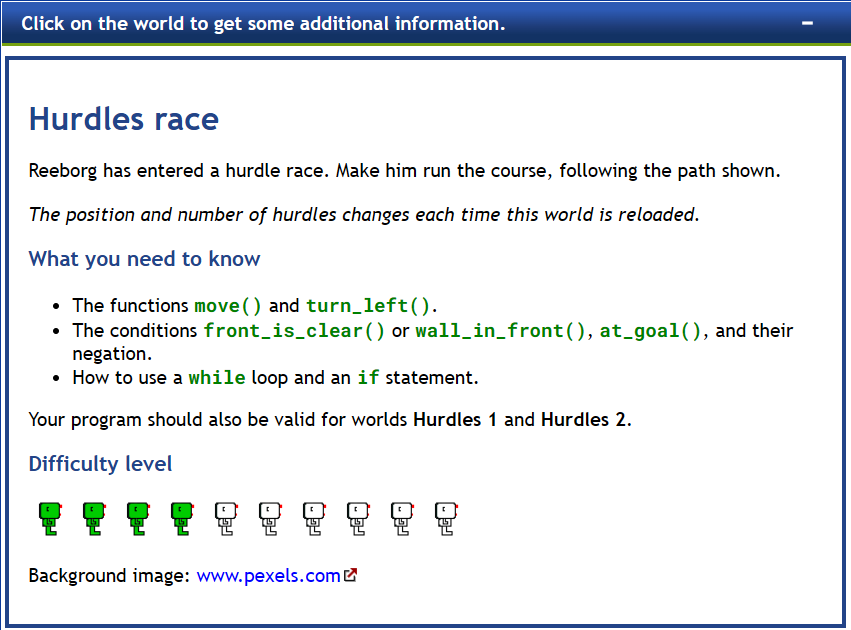 Click on the world to get some additional information.
Hurdles race
Reeborg has entered a hurdle race. Make him run the course, following the path shown.
The position and number of hurdles changes each time this world is reloaded.
What you need to know
• The functions move() and turn_left().
• The conditions front_is_clear() or wall_in_front(), at_goal(), and their
negation.
• How to use a while loop and an if statement.
Your program should also be valid for worlds Hurdles 1 and Hurdles 2.
Difficulty level
Background image: www.pexels.com